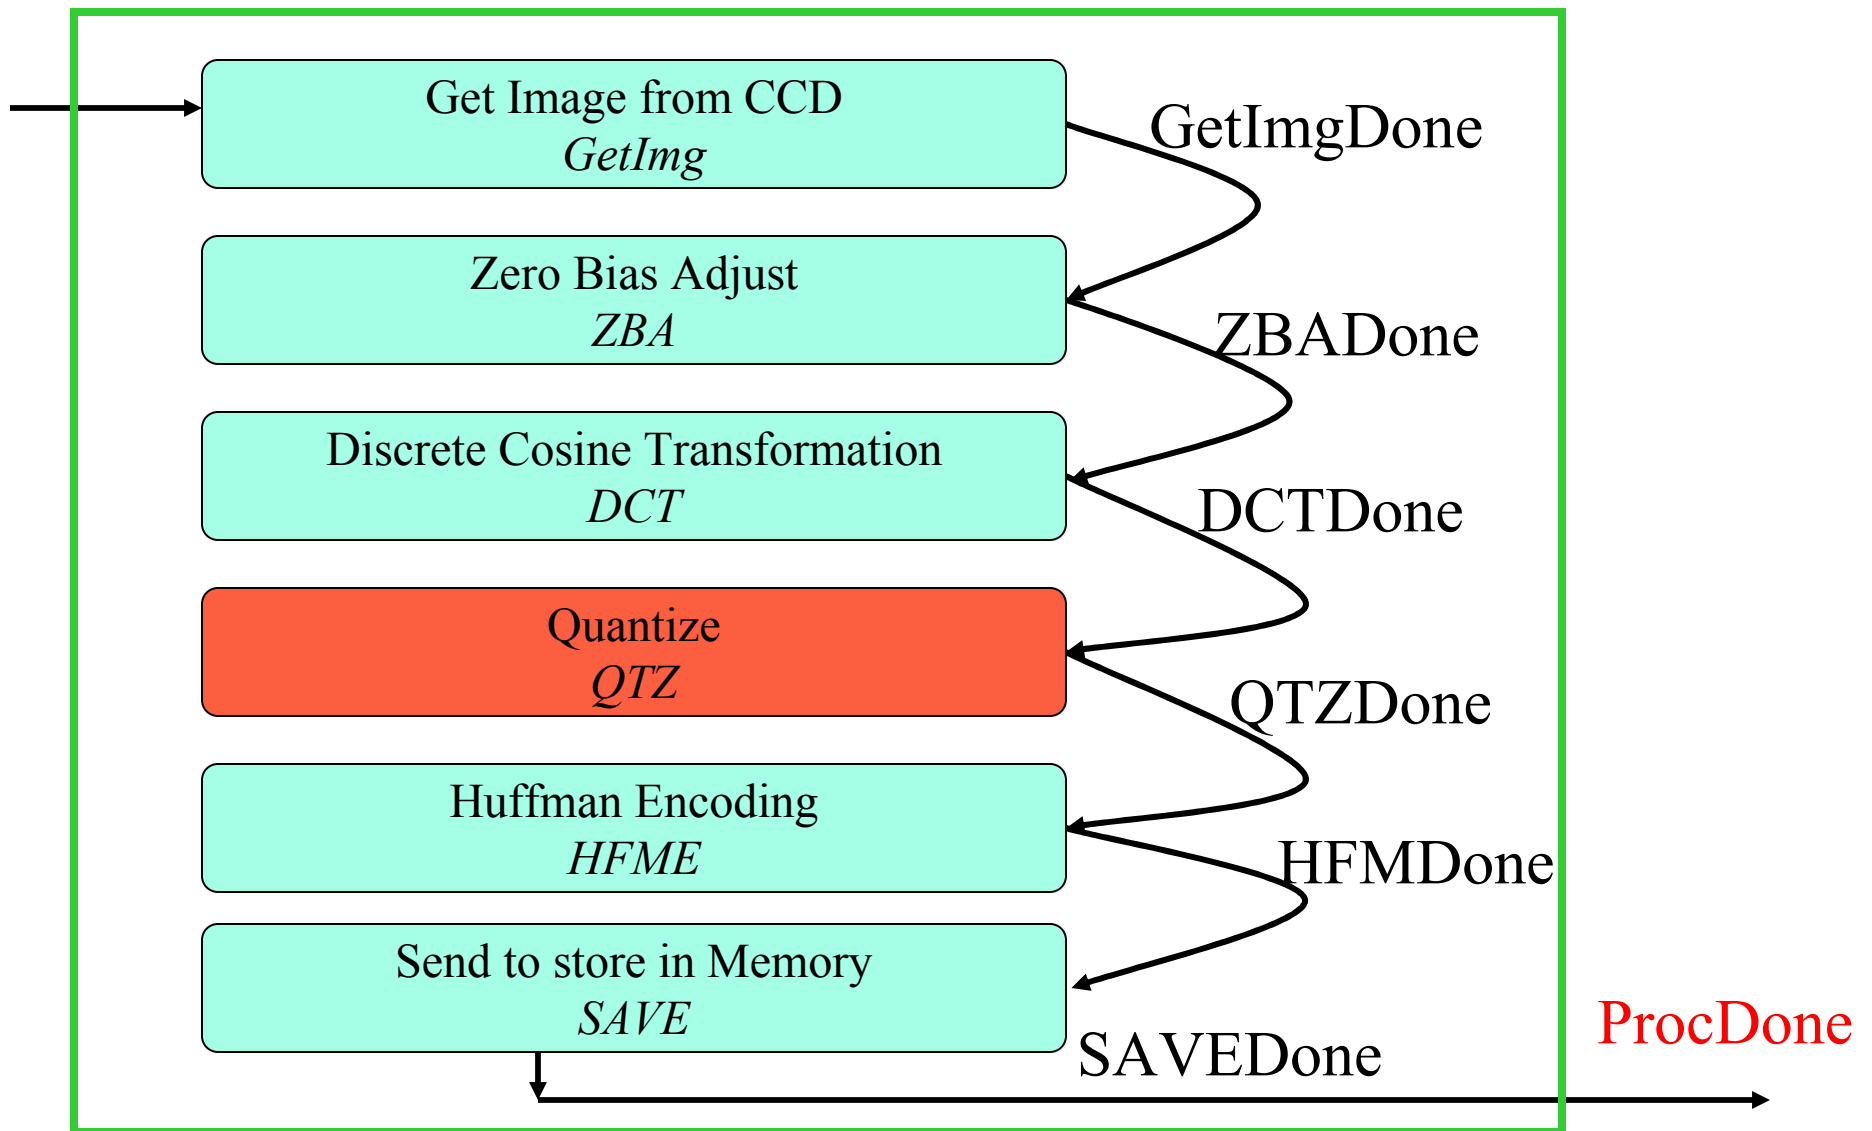 Get Image from CCD
GetImg
GetImgDone
Zero Bias Adjust
ZBA
ZBADone
Discrete Cosine Transformation
DCT
DCTDone
Quantize
QTZ
QTZDone
Huffman Encoding
HFME
HFMDone
Send to store in Memory
SAVE
SAVEDone
ProcDone